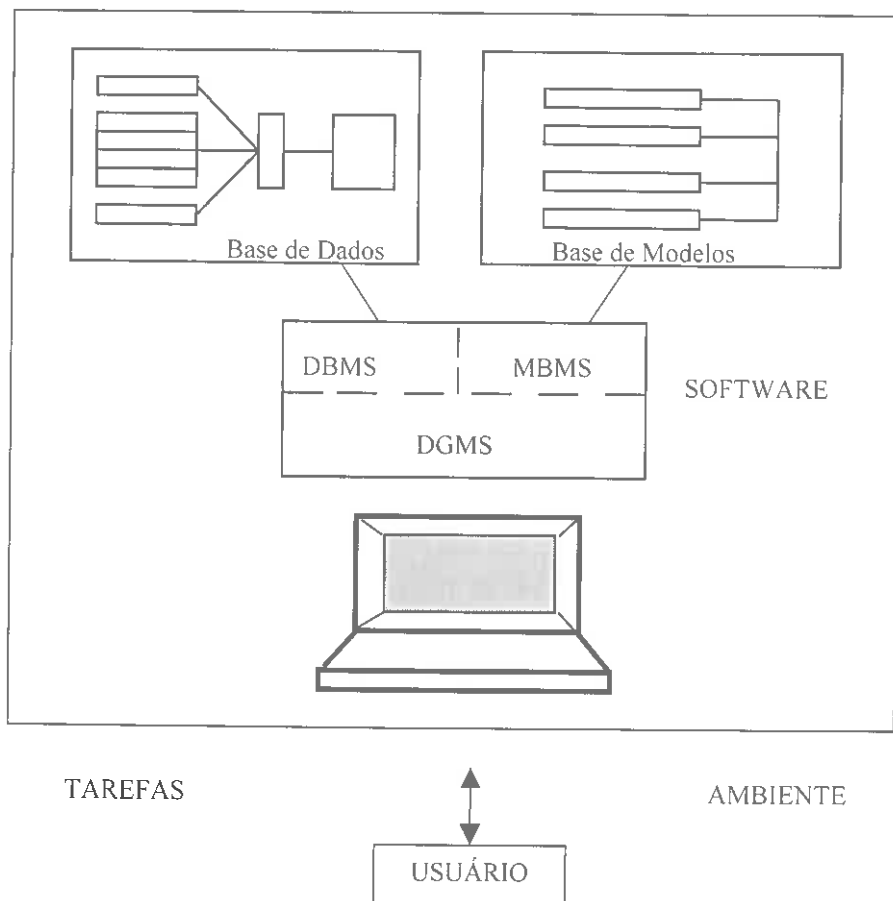 Base de Dados
Base de Modelos
DBMS
MBMS
SOFTWARE
DGMS
TAREFAS
AMBIENTE
USUÁRIO